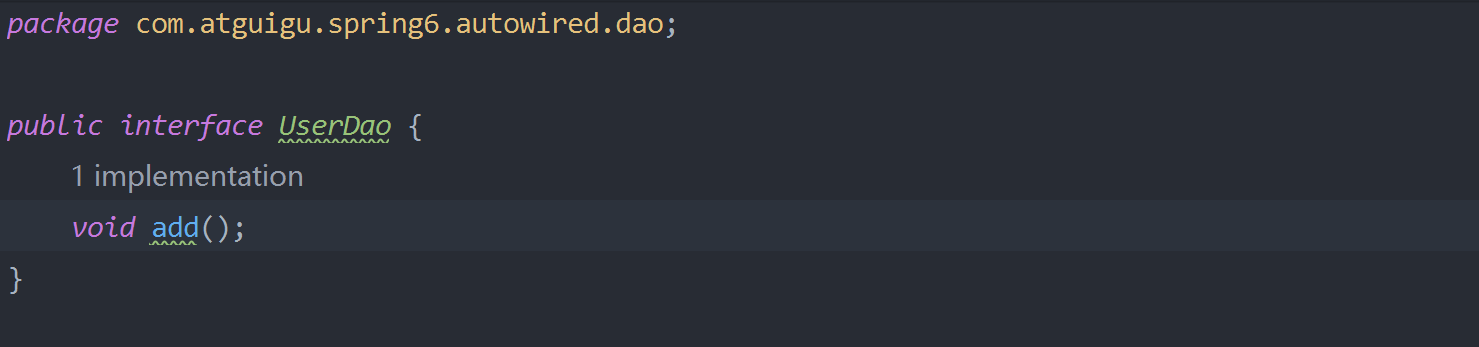 package com.atguigu.spring6.autowired.dao;
public interface UserDao {
1 implementation
void add();
}